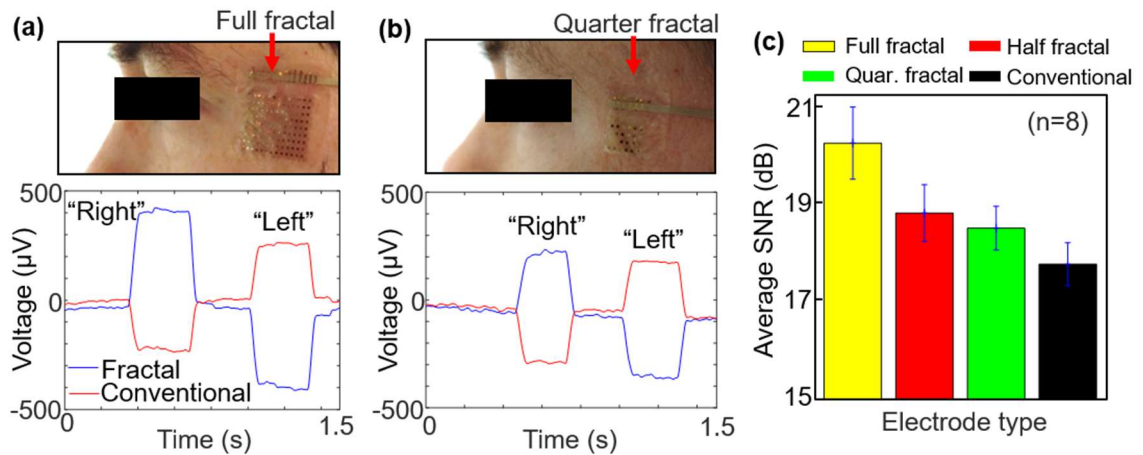 (a)
Full fractal
500
“Right”
“Left”
0
Voltage (µV)
Fractal
Conventional
-500
0
1.5
Time (s)
(b)
Quarter fractal
500
“Right”
“Left”
0
Voltage (µV)
-500
0
1.5
Time (s)
(c)
Full fractal
Half fractal
Quar. fractal
Conventional
21
(n=8)
19
17
15
Average SNR (dB)
Electrode type